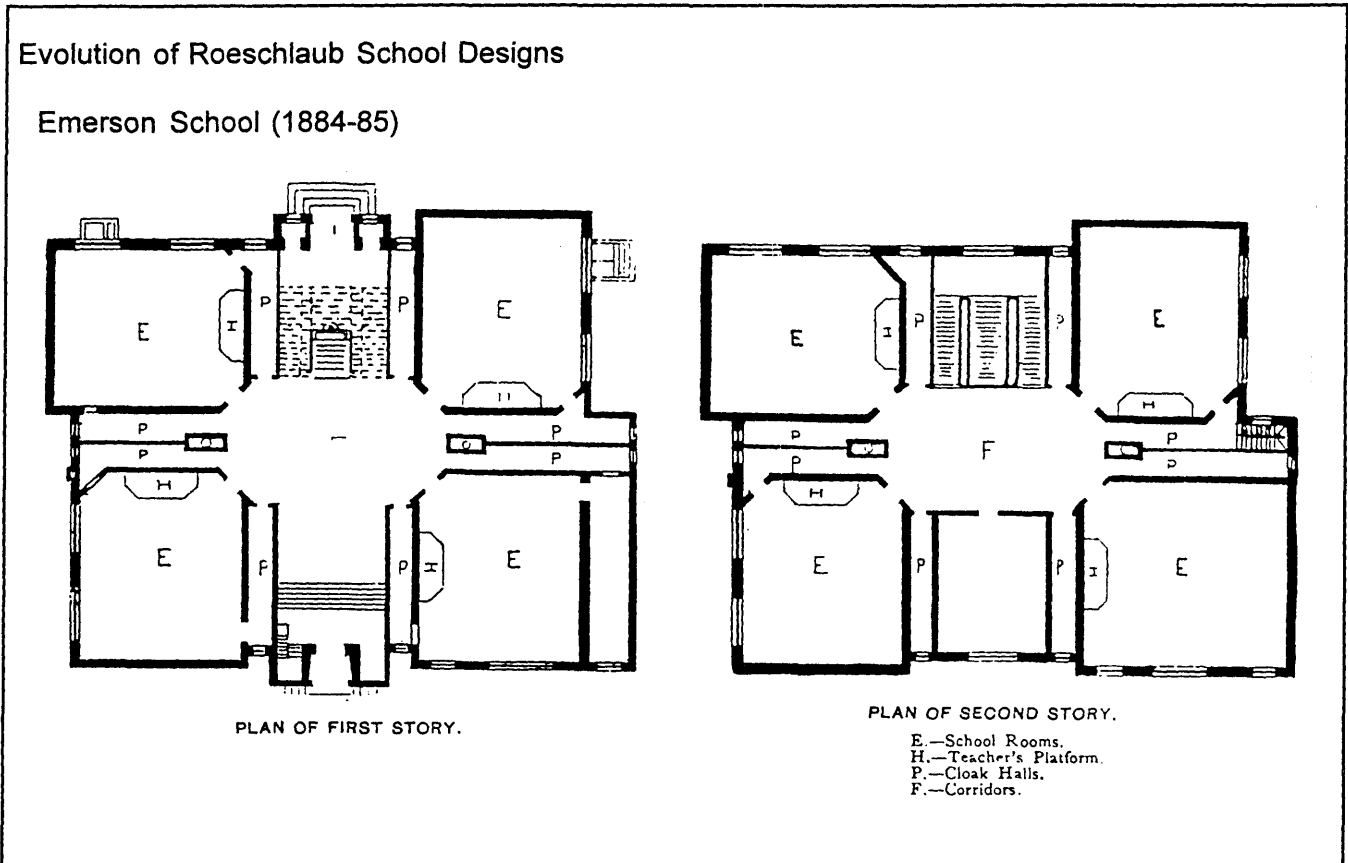 Evolution of Roeschlaub School Designs
Emerson School (1884-85)
E
H
P
P
E
H
P
P
P
P
H
E
P
P
H
E
PLAN OF FIRST STORY.
E
H
P
P
E
H
P
P
F
P
P
H
E
P
P
H
E
PLAN OF SECOND STORY.
E.—School Rooms.
H.—Teacher's Platform.
P.—Cloak Halls.
F.—Corridors.